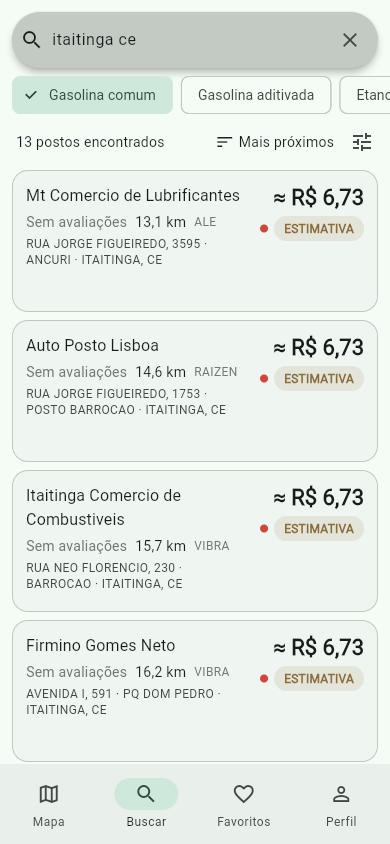 itaitinga ce
Gasolina comum
Gasolina aditivada
Etano
13 postos encontrados
Mais próximos
Mt Comercio de Lubrificantes
≈ R$ 6,73
Sem avaliações 13,1 km ALE
ESTIMATIVA
RUA JORGE FIGUEIREDO, 3595 ·
ANCURI · ITAITINGA, CE
Auto Posto Lisboa
≈ R$ 6,73
Sem avaliações 14,6 km RAIZEN
ESTIMATIVA
RUA JORGE FIGUEIREDO, 1753 ·
POSTO BARROCAO · ITAITINGA, CE
Itaitinga Comercio de
Combustiveis
≈ R$ 6,73
ESTIMATIVA
Sem avaliações 15,7 km VIBRA
RUA NEO FLORENCIO, 230 ·
BARROCAO · ITAITINGA, CE
Firmino Gomes Neto
≈ R$ 6,73
Sem avaliações 16,2 km VIBRA
ESTIMATIVA
AVENIDA I, 591 · PQ DOM PEDRO ·
ITAITINGA, CE
Mapa
Buscar
Favoritos
Perfil